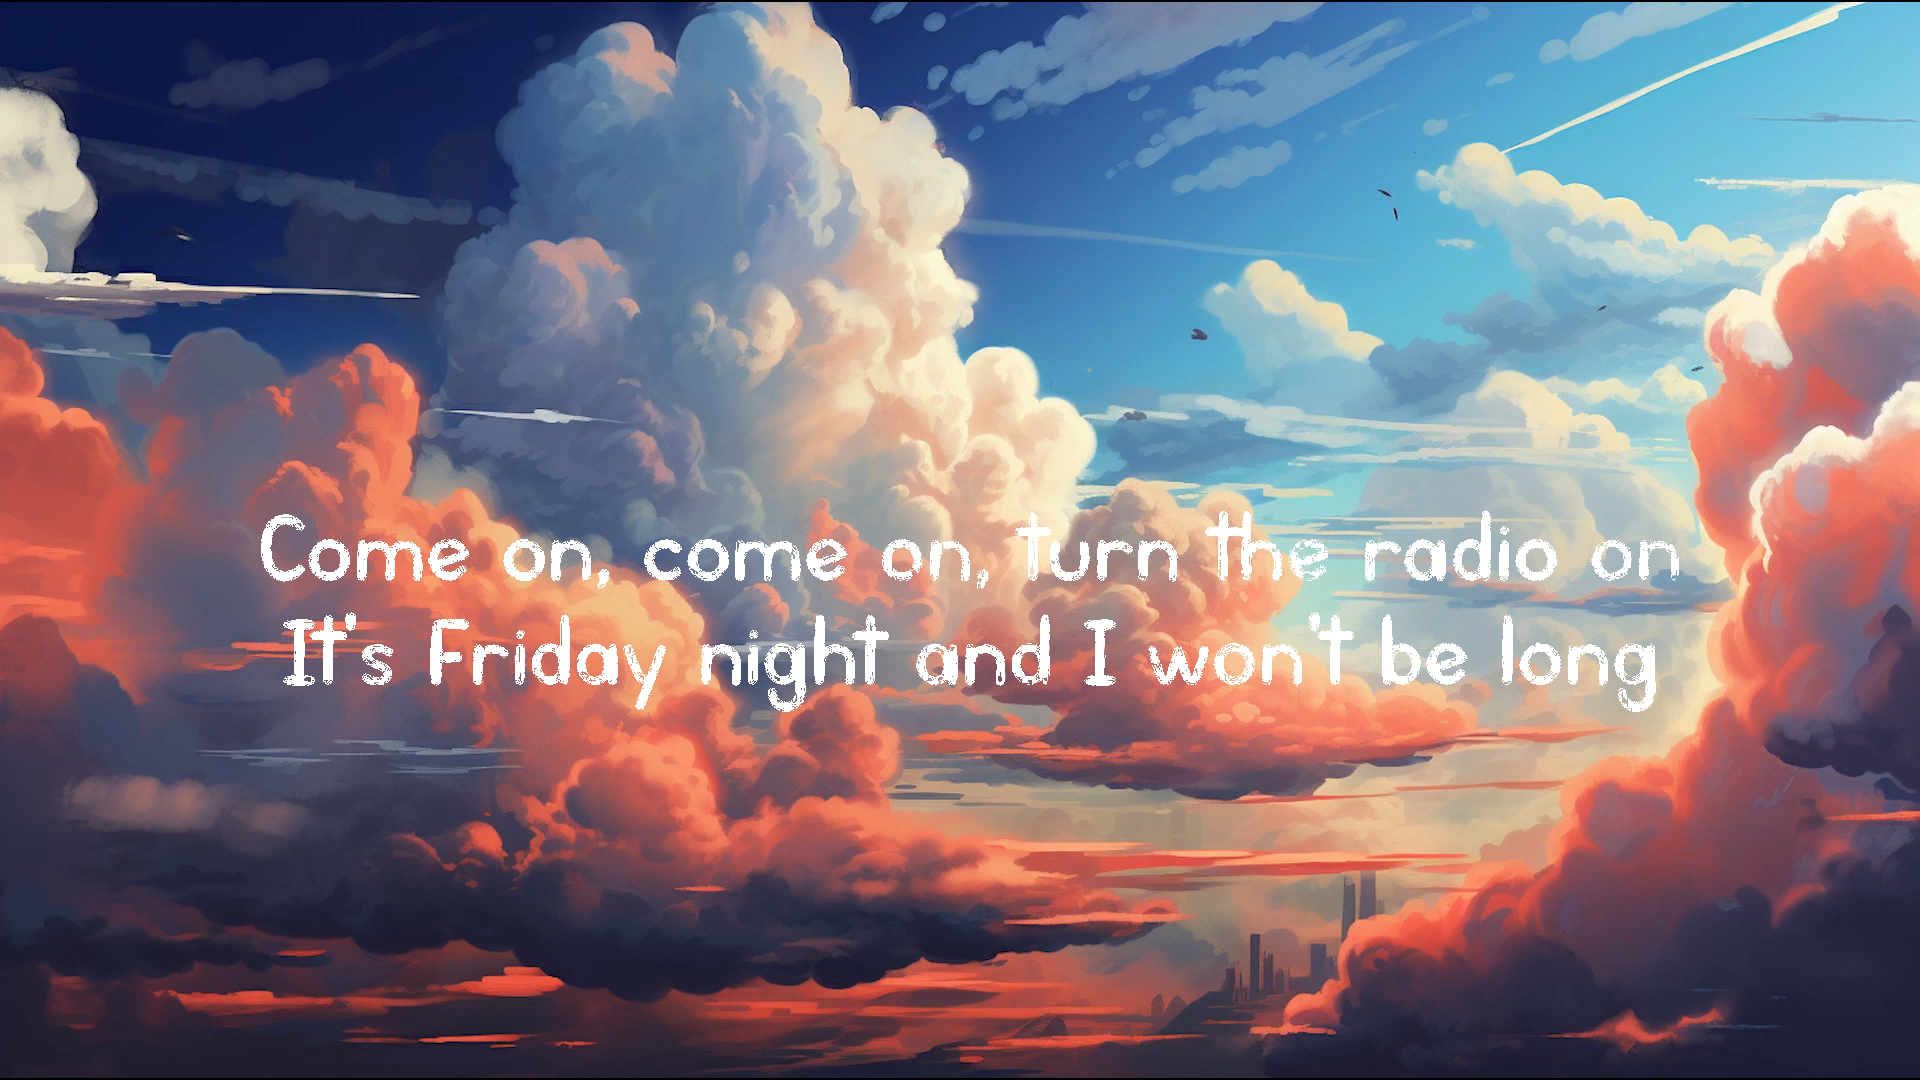 Come on, come on, turn the radio on
It's Friday night and I won't be long